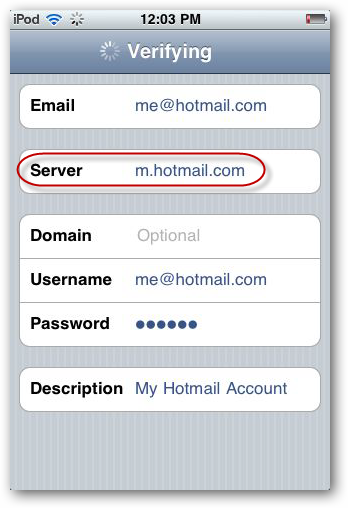 iPod 12:03 PM
Verifying
Email me@hotmail.com
Server m.hotmail.com
Domain Optional
Username me@hotmail.com
Password ●●●●●●
Description My Hotmail Account